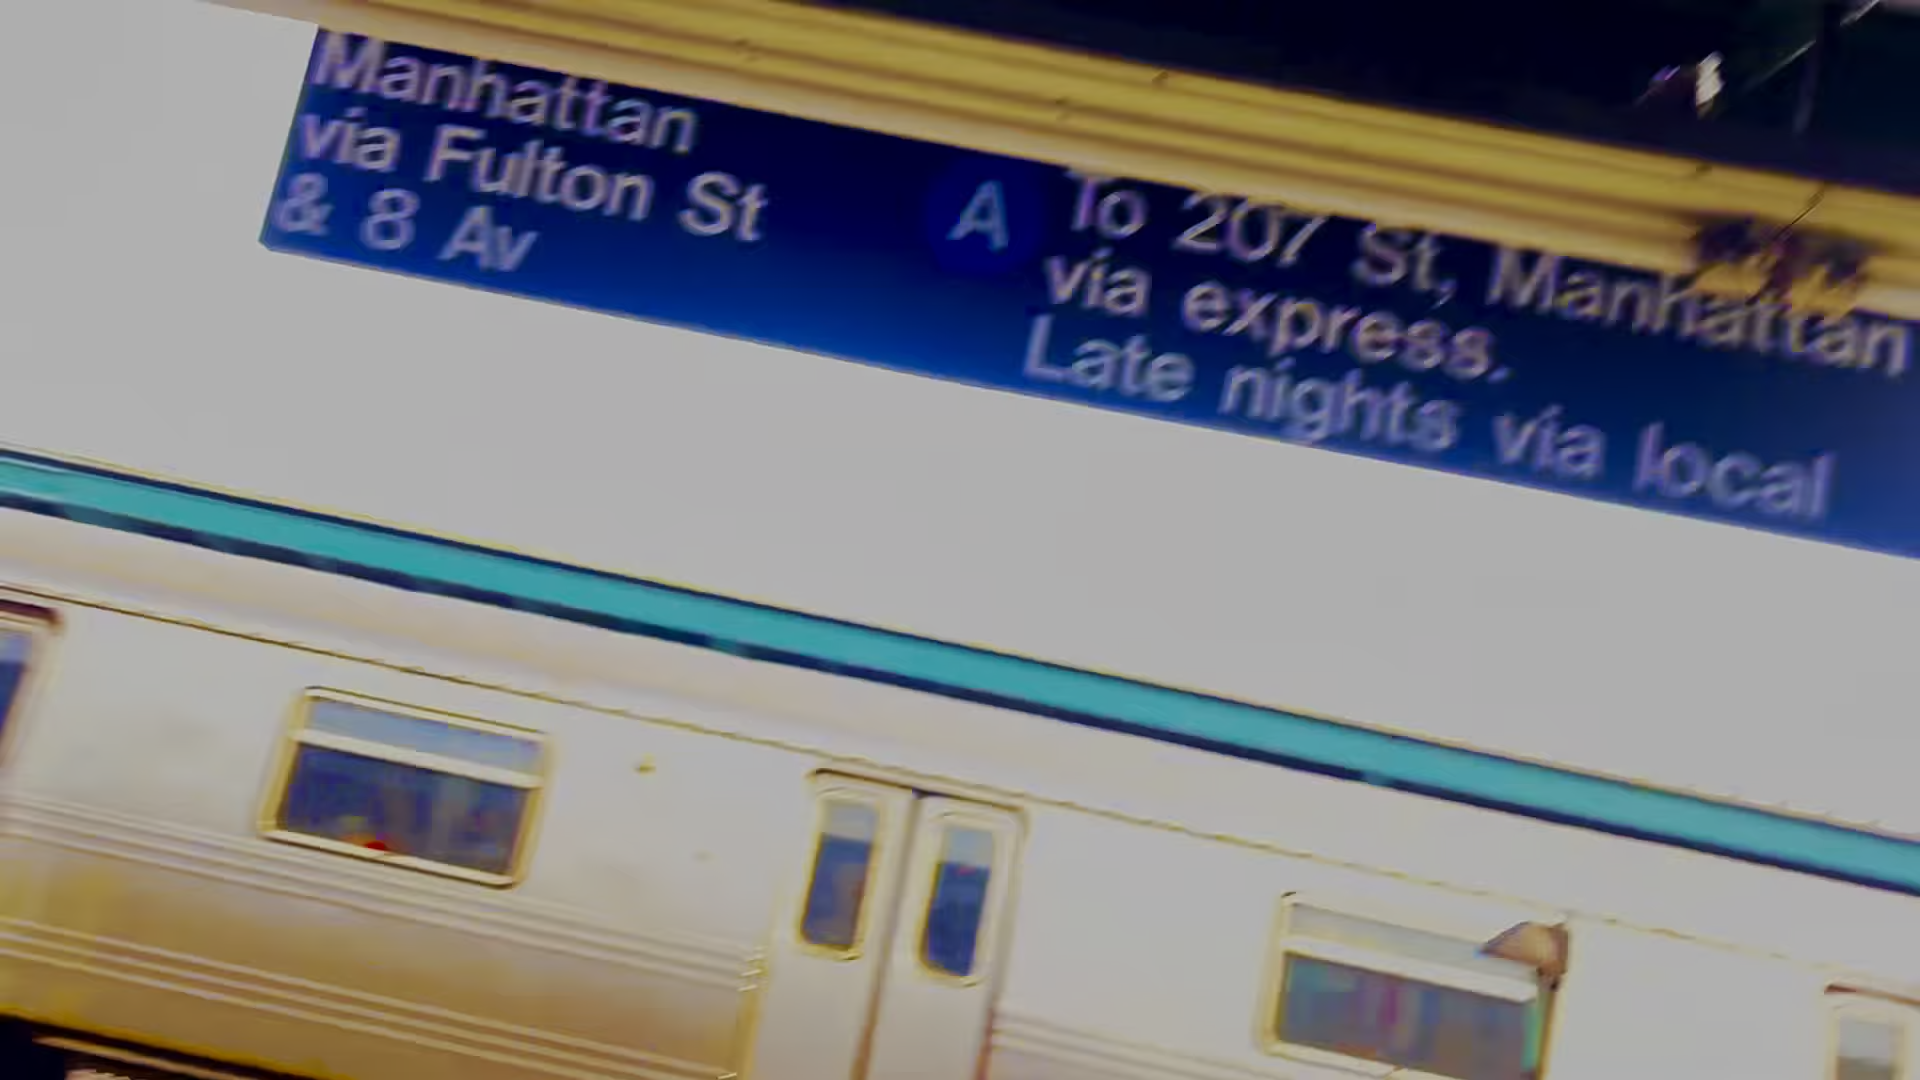 Manhattan
via Fulton St
& 8 Av
A
To 207 St, Manhattan
via express.
Late nights via local